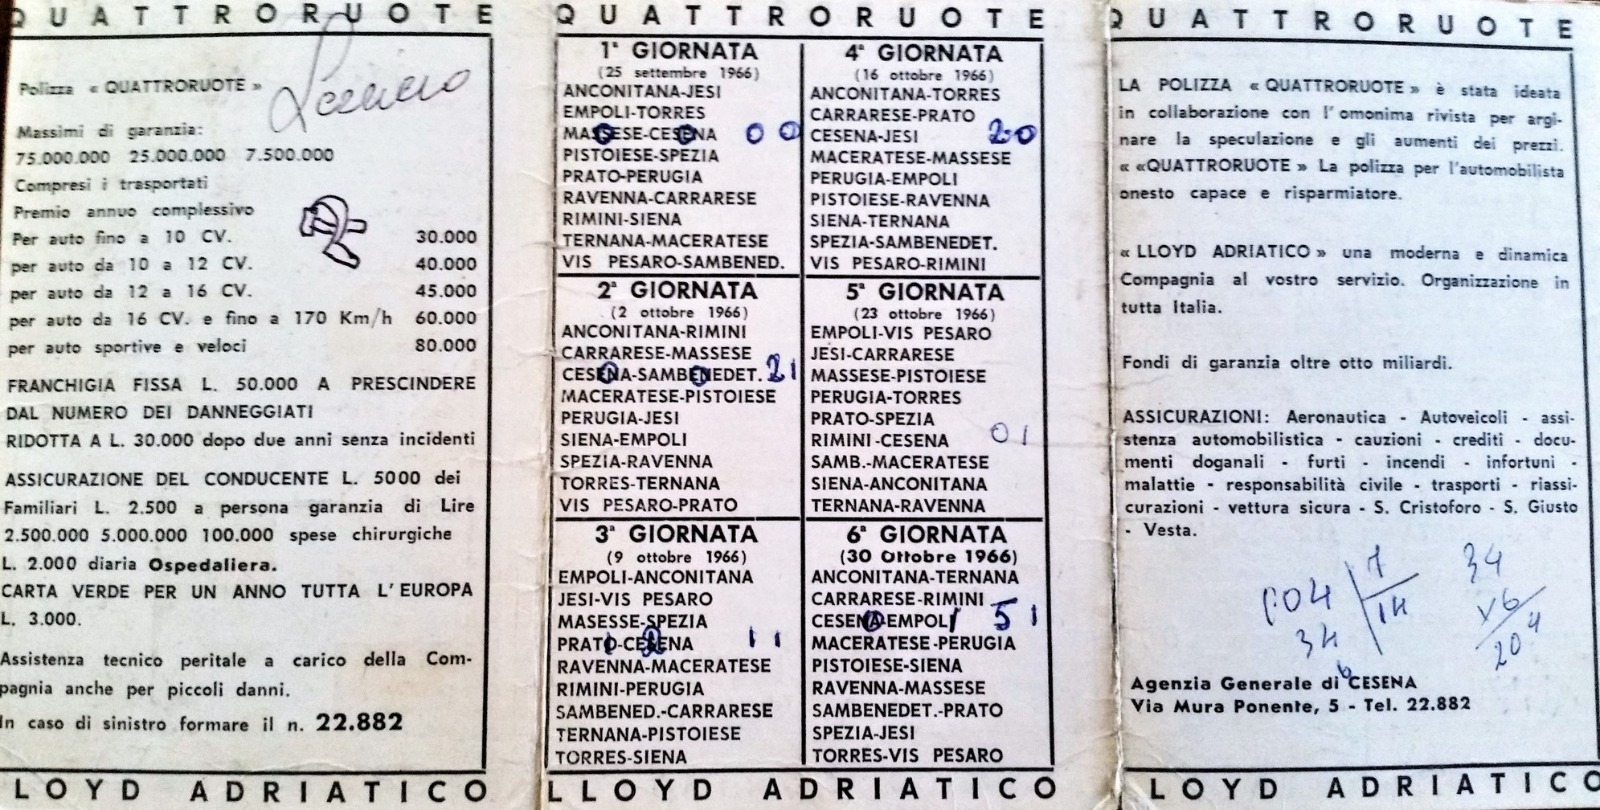 QUATTRORUOTE
Polizza « QUATTRORUOTE »
Massimi di garanzia:
75.000.000 25.000.000 7.500.000
Compresi i trasportati
Premio annuo complessivo
Per auto fino a 10 CV. 30.000
per auto da 10 a 12 CV. 40.000
per auto da 12 a 16 CV. 45.000
per auto da 16 CV. e fino a 170 Km/h 60.000
per auto sportive e veloci 80.000
FRANCHIGIA FISSA L. 50.000 A PRESCINDERE
DAL NUMERO DEI DANNEGGIATI
RIDOTTA A L. 30.000 dopo due anni senza incidenti
ASSICURAZIONE DEL CONDUCENTE L. 5000 dei
Familiari L. 2.500 a persona garanzia di Lire
2.500.000 5.000.000 100.000 spese chirurgiche
L. 2.000 diaria Ospedaliera.
CARTA VERDE PER UN ANNO TUTTA L'EUROPA
L. 3.000.
Assistenza tecnico peritale a carico della Com-
pagnia anche per piccoli danni.
In caso di sinistro formare il n. 22.882
LLOYD ADRIATICO
QUATTRORUOTE
1ª GIORNATA
(25 settembre 1966)
ANCONITANA-JESI
EMPOLI-TORRES
MASSESE-CESENA 0 0
PISTOIESE-SPEZIA
PRATO-PERUGIA
RAVENNA-CARRARESE
RIMINI-SIENA
TERNANA-MACERATESE
VIS PESARO-SAMBENED.
2ª GIORNATA
(2 ottobre 1966)
ANCONITANA-RIMINI
CARRARESE-MASSESE
CESENA-SAMBENEDET. 2 1
MACERATESE-PISTOIESE
PERUGIA-JESI
SIENA-EMPOLI
SPEZIA-RAVENNA
TORRES-TERNANA
VIS PESARO-PRATO
3ª GIORNATA
(9 ottobre 1966)
EMPOLI-ANCONITANA
JESI-VIS PESARO
MASESSE-SPEZIA
PRATO-CESENA 1 1
RAVENNA-MACERATESE
RIMINI-PERUGIA
SAMBENED.-CARRARESE
TERNANA-PISTOIESE
TORRES-SIENA
4ª GIORNATA
(16 ottobre 1966)
ANCONITANA-TORRES
CARRARESE-PRATO
CESENA-JESI 2-0
MACERATESE-MASSESE
PERUGIA-EMPOLI
PISTOIESE-RAVENNA
SIENA-TERNANA
SPEZIA-SAMBENEDET.
VIS PESARO-RIMINI
5ª GIORNATA
(23 ottobre 1966)
EMPOLI-VIS PESARO
JESI-CARRARESE
MASSESE-PISTOIESE
PERUGIA-TORRES
PRATO-SPEZIA
RIMINI-CESENA 0 1
SAMB.-MACERATESE
SIENA-ANCONITANA
TERNANA-RAVENNA
6ª GIORNATA
(30 Ottobre 1966)
ANCONITANA-TERNANA
CARRARESE-RIMINI
CESENA-EMPOLI 5 1
MACERATESE-PERUGIA
PISTOIESE-SIENA
RAVENNA-MASSESE
SAMBENEDET.-PRATO
SPEZIA-JESI
TORRES-VIS PESARO
LLOYD ADRIATICO
QUATTRORUOTE
LA POLIZZA « QUATTRORUOTE » è stata ideata
in collaborazione con l'omonima rivista per argi-
nare la speculazione e gli aumenti dei prezzi.
« «QUATTRORUOTE » La polizza per l'automobilista
onesto capace e risparmiatore.
« LLOYD ADRIATICO » una moderna e dinamica
Compagnia al vostro servizio. Organizzazione in
tutta Italia.
Fondi di garanzia oltre otto miliardi.
ASSICURAZIONI: Aeronautica - Autoveicoli - assi-
stenza automobilistica - cauzioni - crediti - docu-
menti doganali - furti - incendi - infortuni -
malattie - responsabilità civile - trasporti - riassi-
curazioni - vettura sicura - S. Cristoforo - S. Giusto
- Vesta.
34
34
204
Agenzia Generale di CESENA
Via Mura Ponente, 5 - Tel. 22.882
LLOYD ADRIATICO